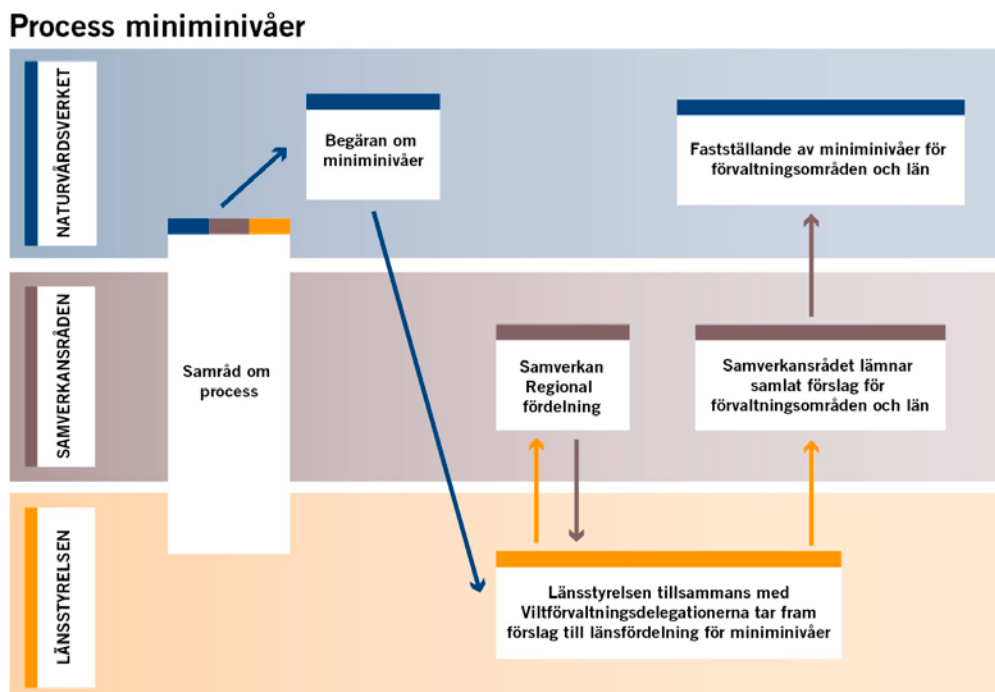 Process miniminivåer
NATURVÅRDSVERKET
Begäran om
miniminivåer
Fastställande av miniminivåer för
förvaltningsområden och län
SAMVERKANSRÅDEN
Samråd om
process
Samverkan
Regional
fördelning
Samverkansrådet lämnar
samlat förslag för
förvaltningsområden och län
LÄNSSTYRELSEN
Länsstyrelsen tillsammans med
Viltförvaltningsdelegationerna tar fram
förslag till länsfördelning för miniminivåer